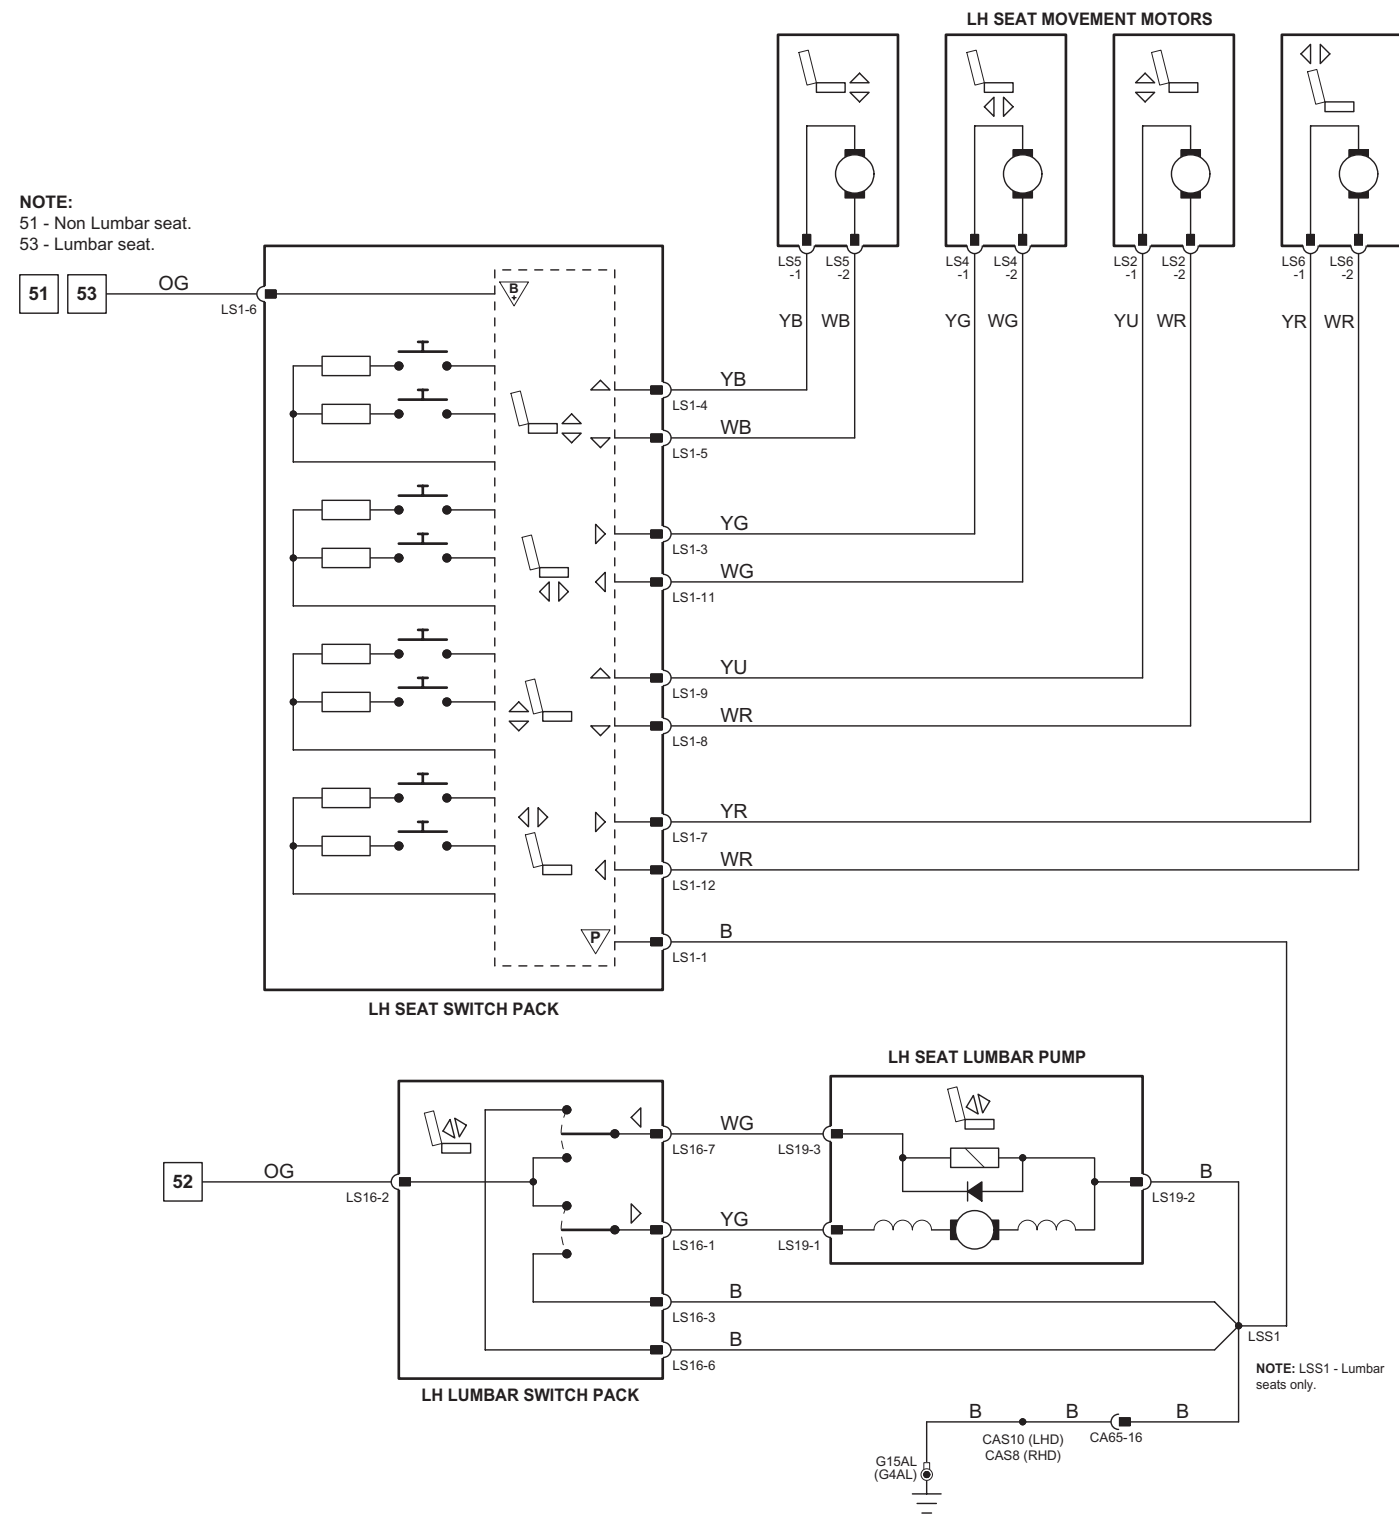 LH SEAT MOVEMENT MOTORS
LS5
-1
LS5
-2
LS4
-1
LS4
-2
LS2
-1
LS2
-2
LS6
-1
LS6
-2
YB WB YG WG YU WR YR WR
NOTE:
51 - Non Lumbar seat.
53 - Lumbar seat.
51 53 OG
LS1-6
B
+
YB
LS1-4
WB
LS1-5
YG
LS1-3
WG
LS1-11
YU
LS1-9
WR
LS1-8
YR
LS1-7
WR
LS1-12
P
B
LS1-1
LH SEAT SWITCH PACK
LH SEAT LUMBAR PUMP
52 OG
LS16-2
WG
LS16-7 LS19-3
YG
LS16-1 LS19-1
B
LS19-2
B
LS16-3
B
LS16-6
LSS1
LH LUMBAR SWITCH PACK
NOTE: LSS1 - Lumbar
seats only.
B B B
CAS10 (LHD)
CAS8 (RHD)
CA65-16
G15AL
(G4AL)